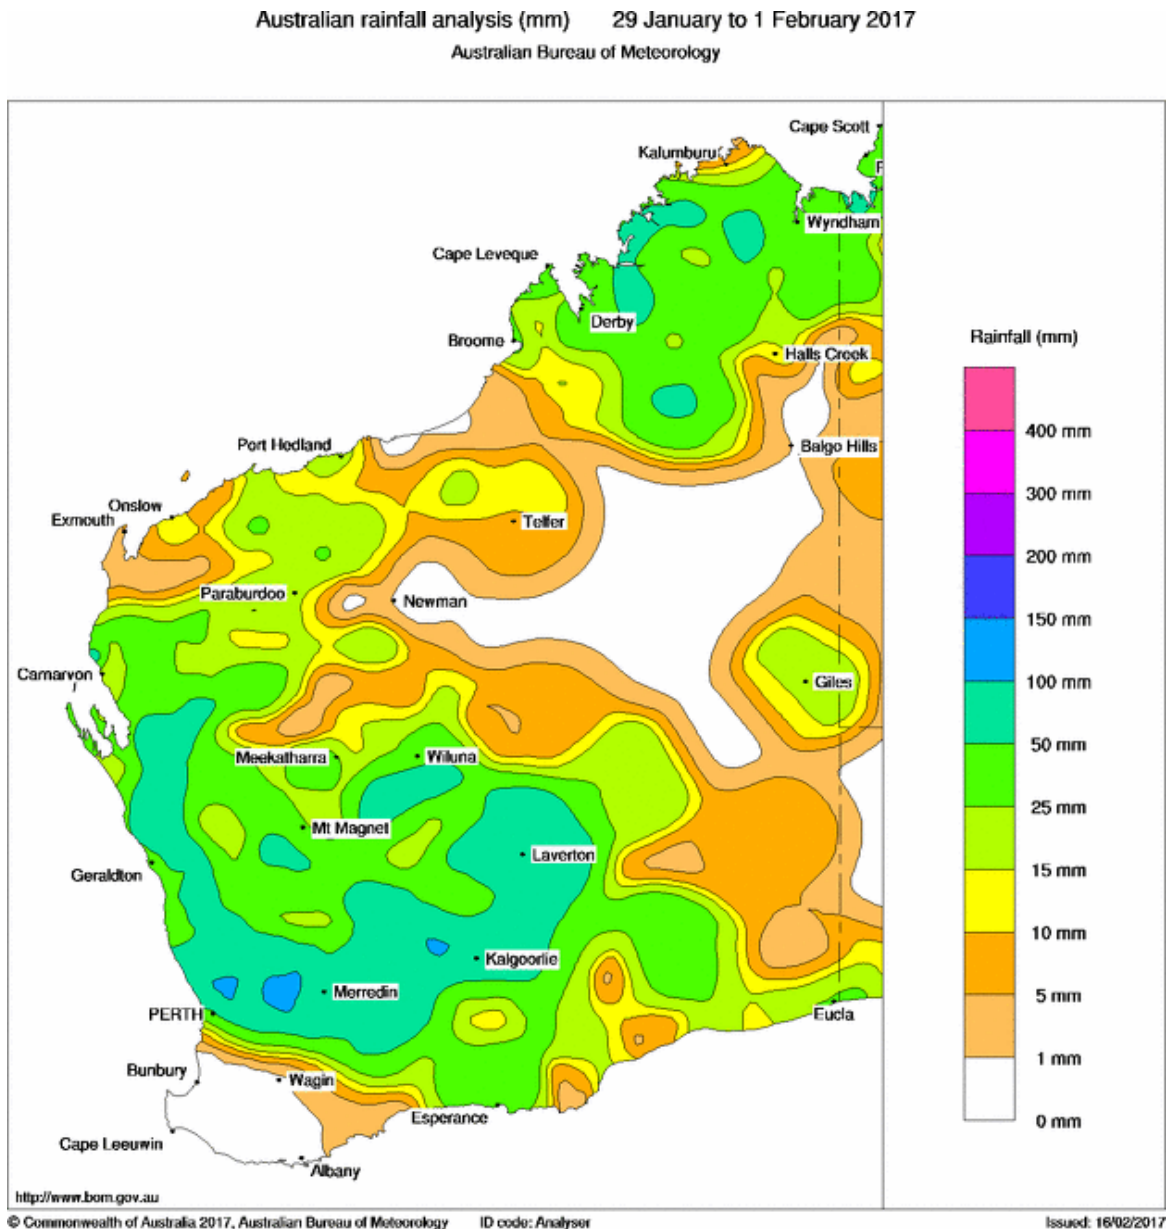 Australian rainfall analysis (mm) 29 January to 1 February 2017
Australian Bureau of Meteorology
Cape Scott
Kalumburu
Wyndham
Cape Leveque
Derby
Broome
Halls Creek
Port Hedland
Balgo Hills
Onslow
Exmouth
Telfer
Paraburdoo
Newman
Carnarvon
Giles
Meekatharra
Wiluna
Mt Magnet
Laverton
Geraldton
Kalgoorlie
Merredin
PERTH
Eucla
Bunbury
Wagin
Esperance
Cape Leeuwin
Albany
Rainfall (mm)
400 mm
300 mm
200 mm
150 mm
100 mm
50 mm
25 mm
15 mm
10 mm
5 mm
1 mm
0 mm
http://www.bom.gov.au
© Commonwealth of Australia 2017, Australian Bureau of Meteorology ID code: Analyser Issued: 16/02/2017